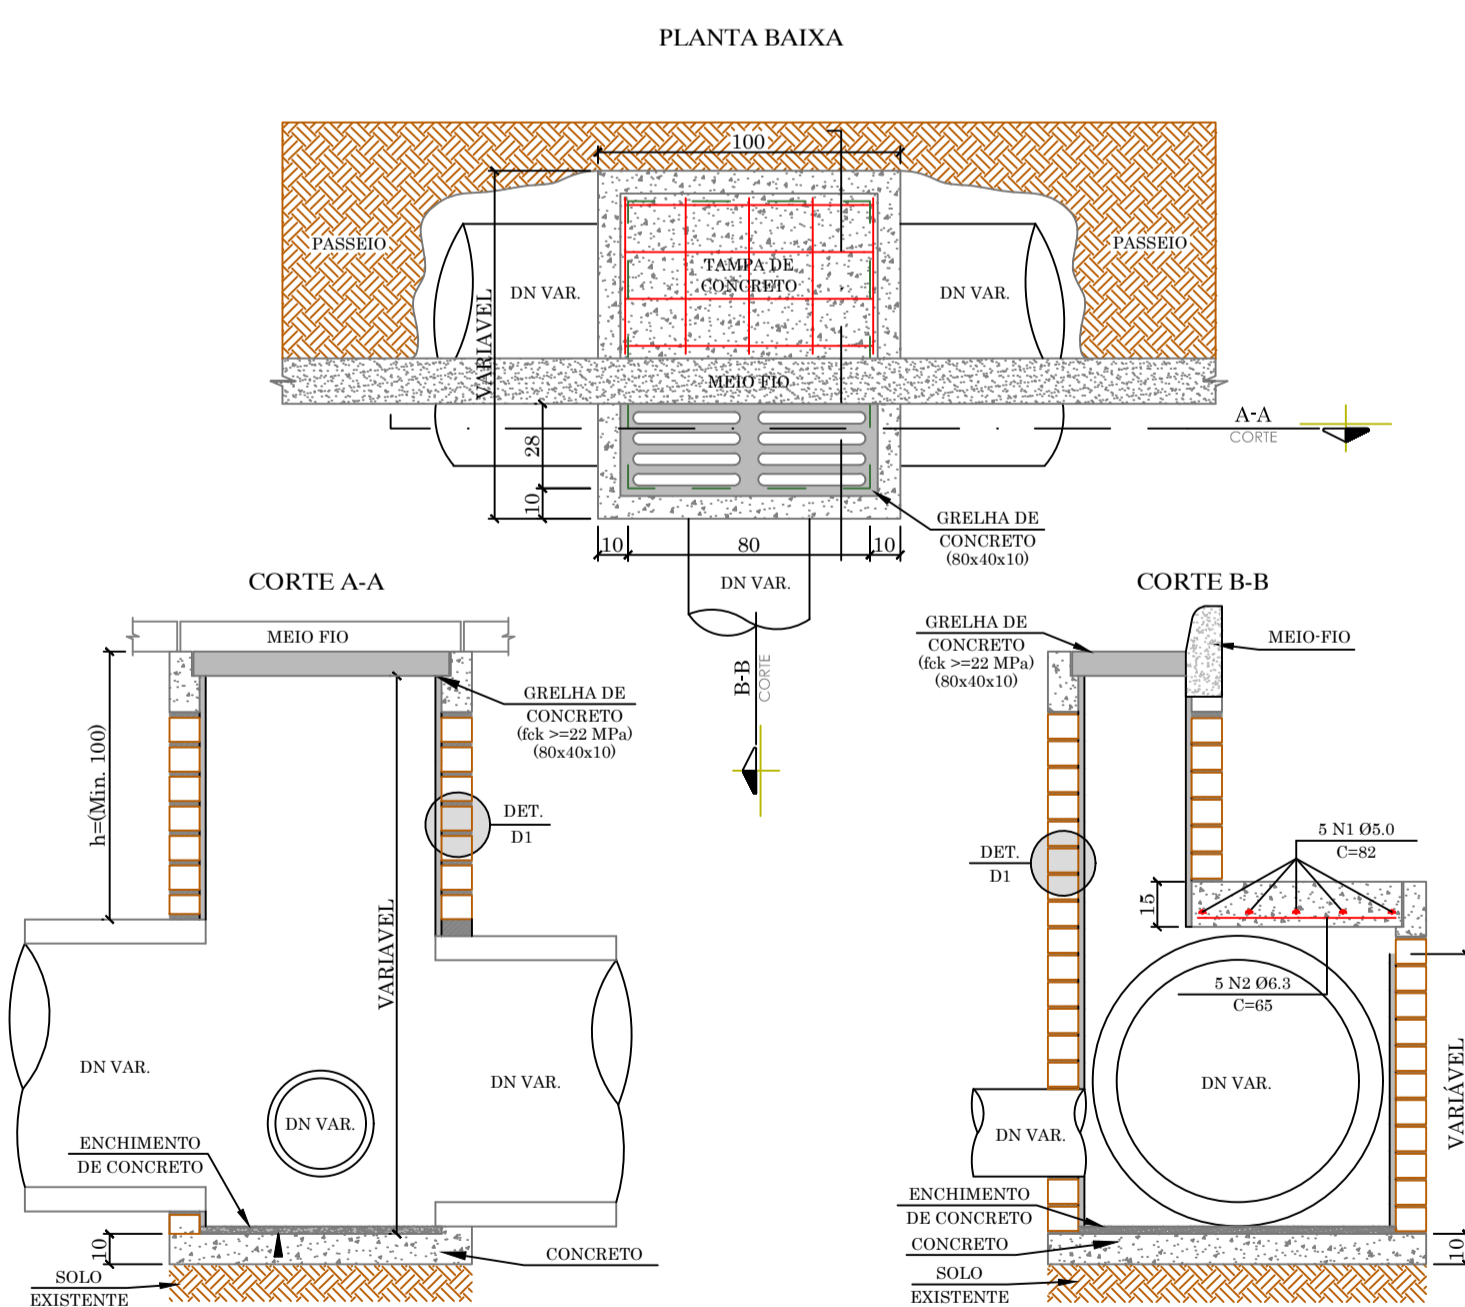 PLANTA BAIXA
100
PASSEIO
PASSEIO
TAMPA DE
CONCRETO
DN VAR.
DN VAR.
VARIAVEL
MEIO FIO
A-A
CORTE
28
10
10
80
10
GRELHA DE
CONCRETO
(80x40x10)
DN VAR.
B-B
CORTE
CORTE A-A
MEIO FIO
h=(Min. 100)
GRELHA DE
CONCRETO
(fck >=22 MPa)
(80x40x10)
DET.
D1
VARIAVEL
DN VAR.
DN VAR.
DN VAR.
ENCHIMENTO
DE CONCRETO
10
CONCRETO
SOLO
EXISTENTE
CORTE B-B
GRELHA DE
CONCRETO
(fck >=22 MPa)
(80x40x10)
MEIO-FIO
DET.
D1
5 N1 Ø5.0
C=82
15
5 N2 Ø6.3
C=65
DN VAR.
DN VAR.
VARIÁVEL
ENCHIMENTO
DE CONCRETO
CONCRETO
10
SOLO
EXISTENTE